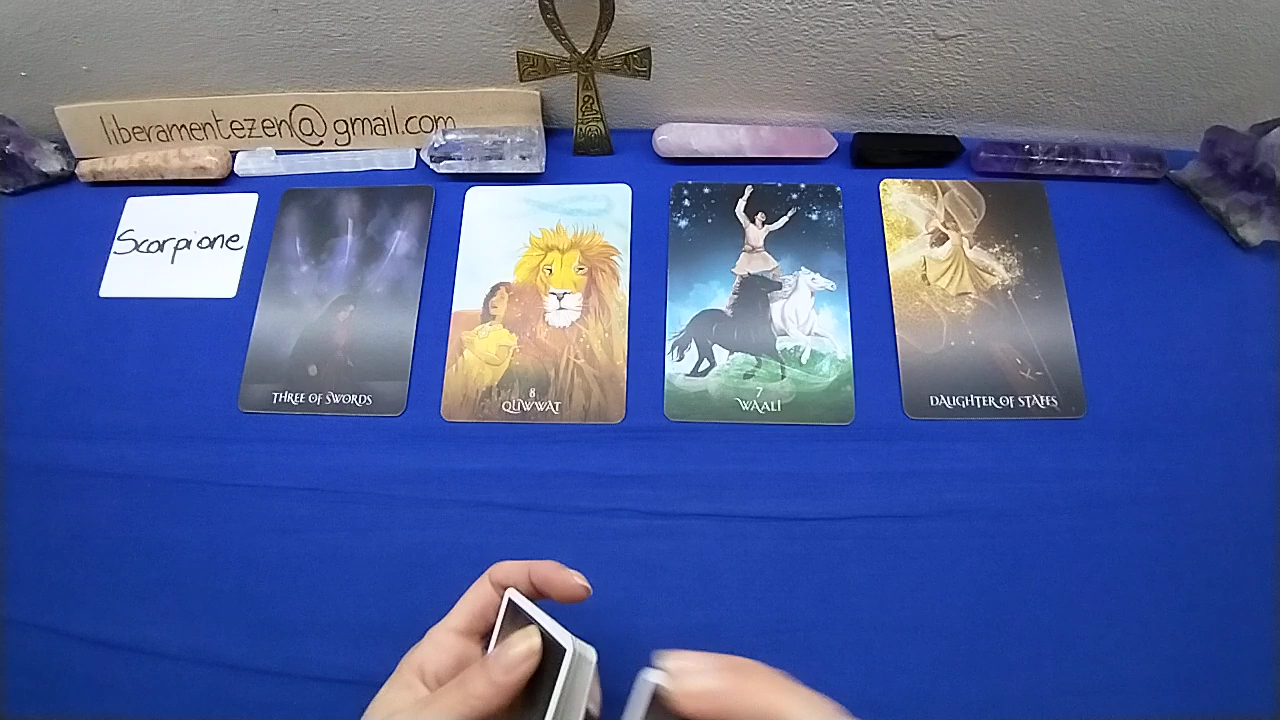 liberamentezen@gmail.com
Scorpione
THREE OF SWORDS
8
QUWWAT
7
WAALI
DAUGHTER OF STAFFS